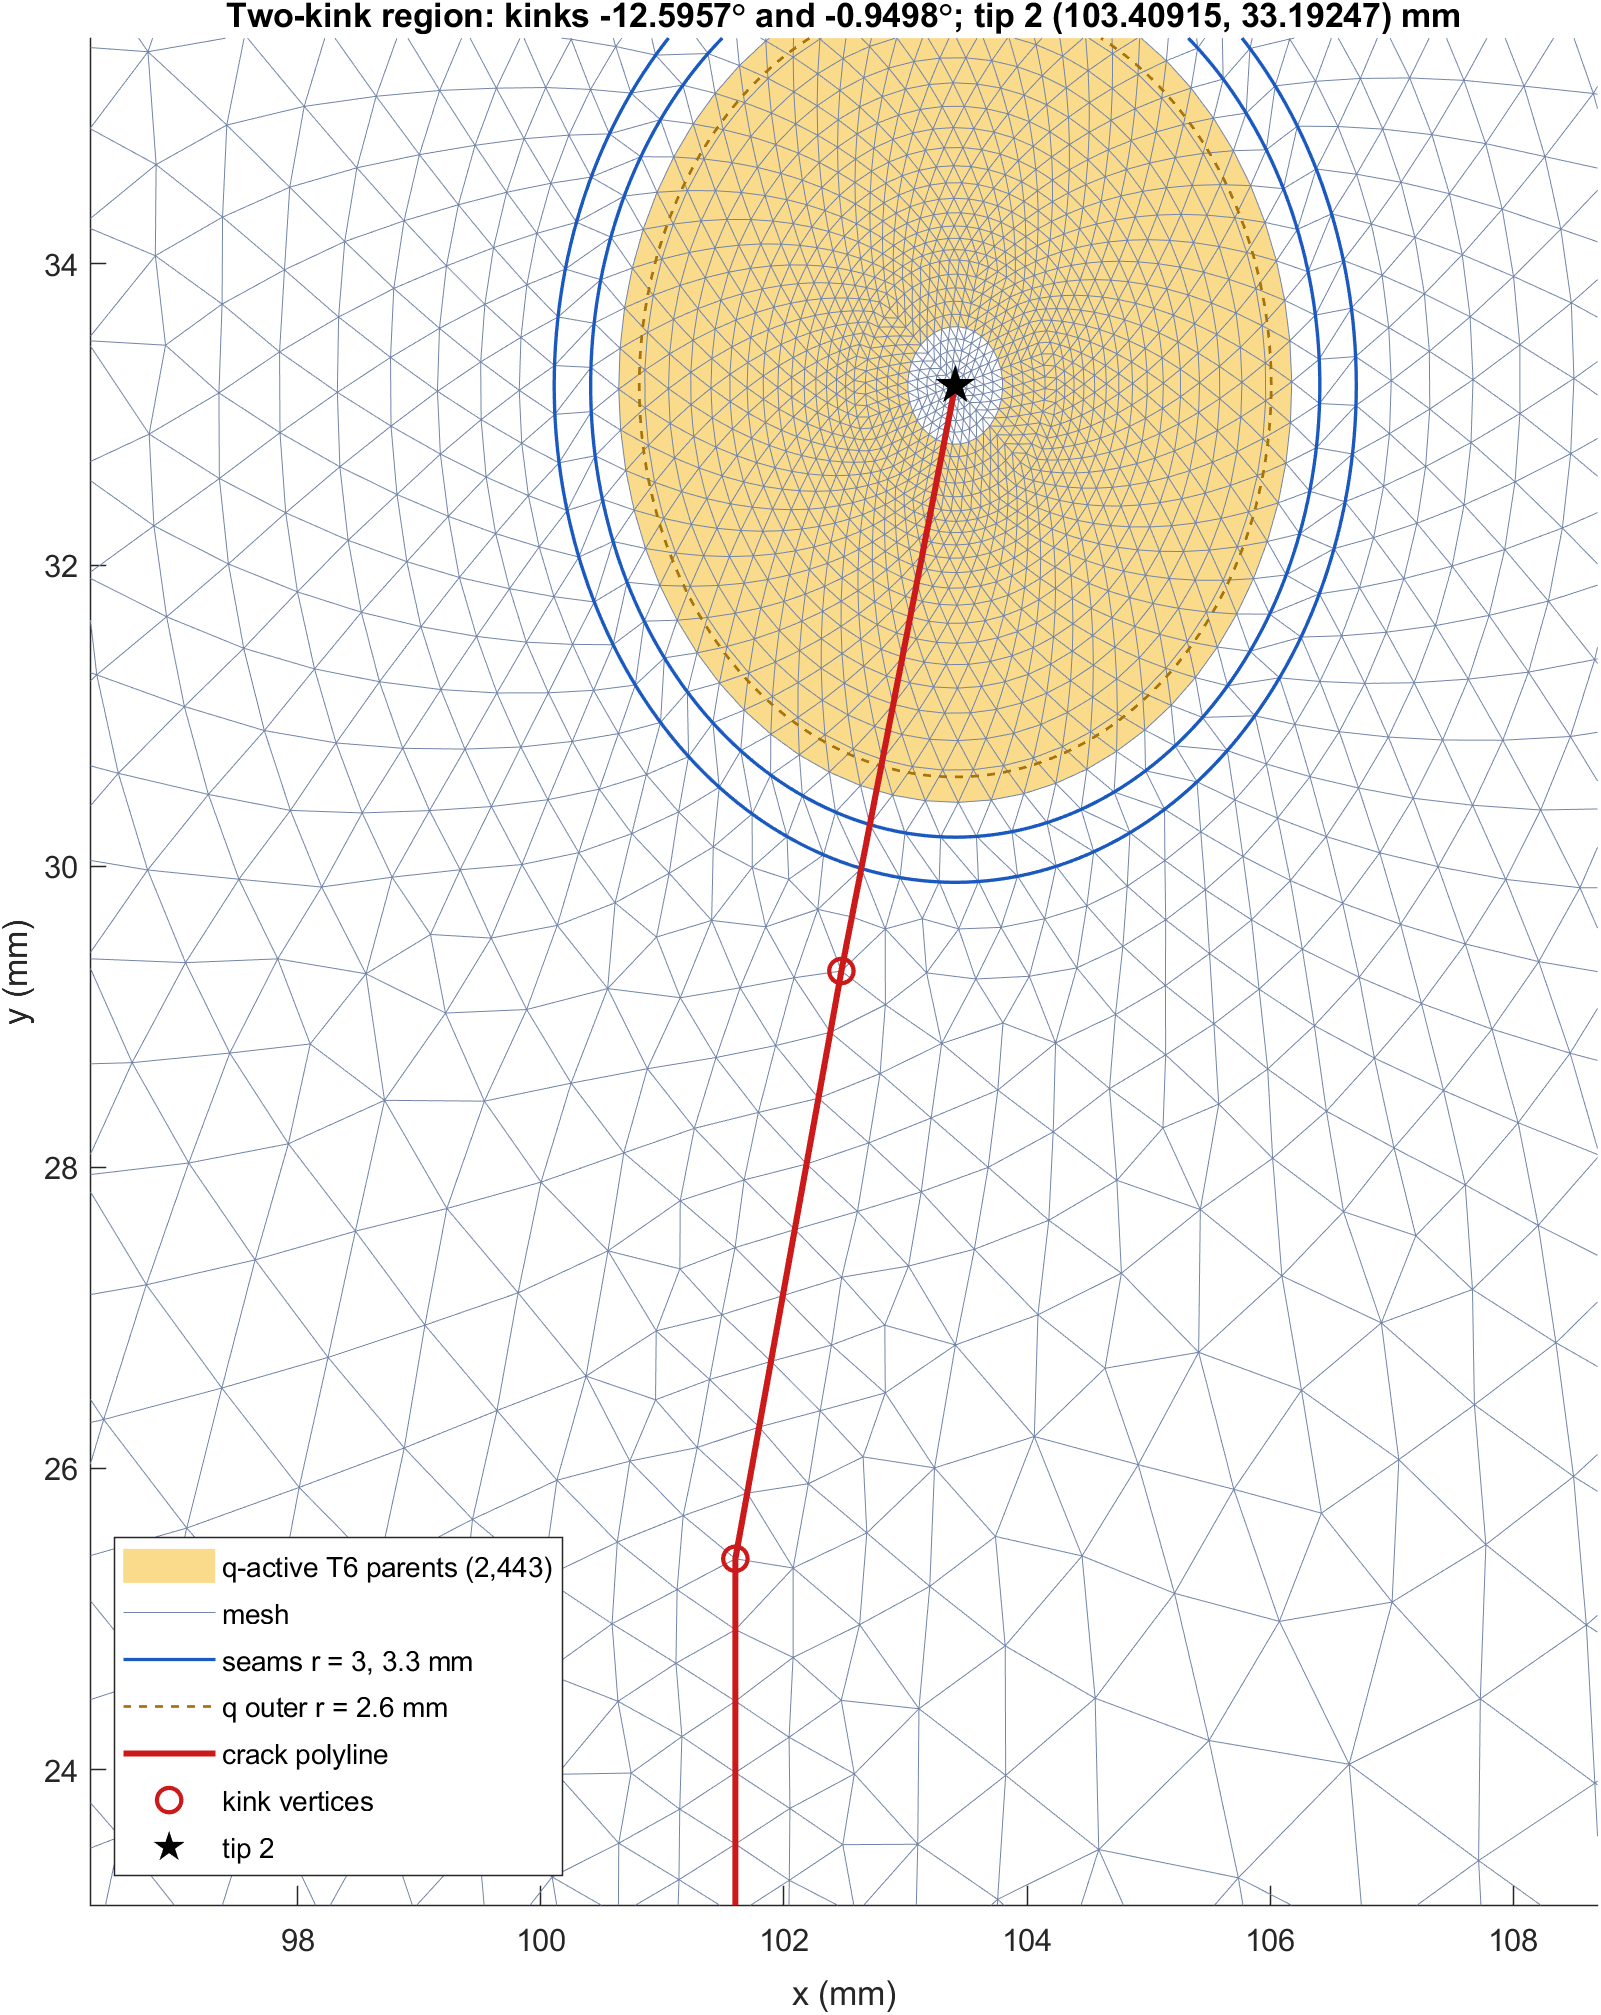 Two-kink region: kinks -12.5957° and -0.9498°; tip 2 (103.40915, 33.19247) mm
34
32
30
28
26
24
y (mm)
q-active T6 parents (2,443)
mesh
seams r = 3, 3.3 mm
q outer r = 2.6 mm
crack polyline
kink vertices
tip 2
98 100 102 104 106 108
x (mm)